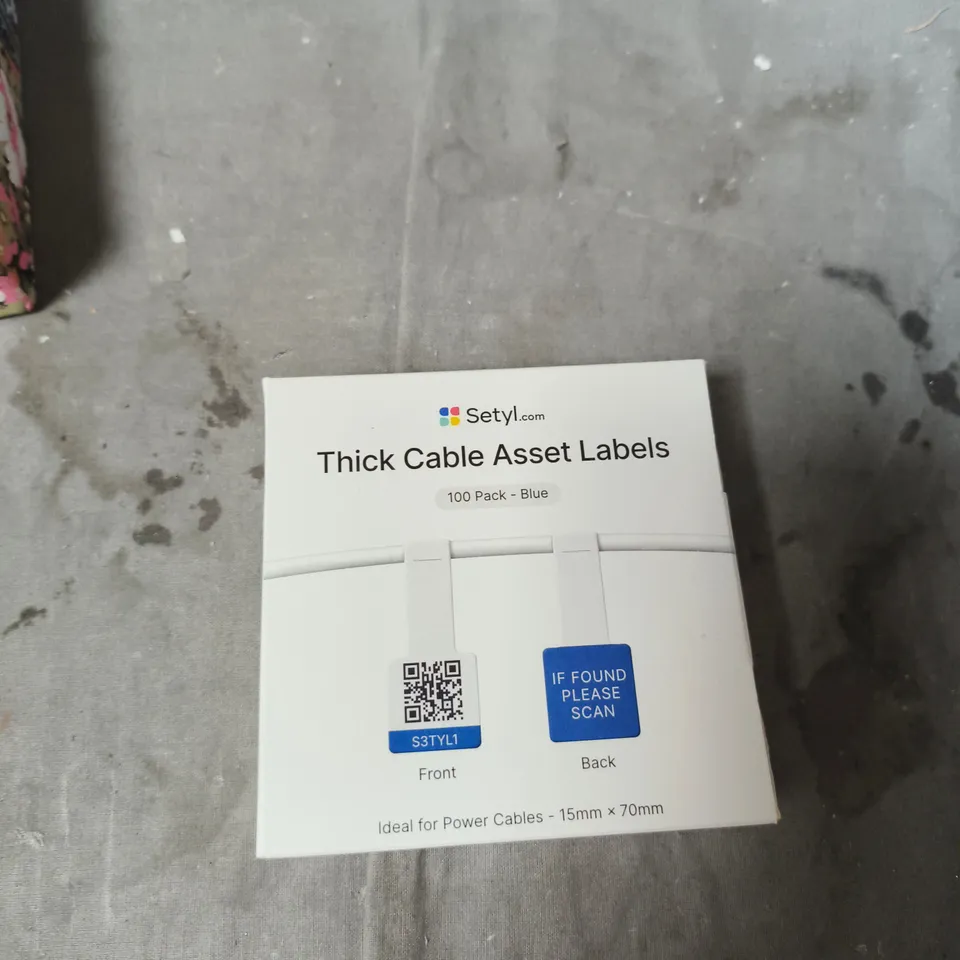 Setyl.com
Thick Cable Asset Labels
100 Pack - Blue
S3TYL1
Front
IF FOUND
PLEASE
SCAN
Back
Ideal for Power Cables - 15mm × 70mm